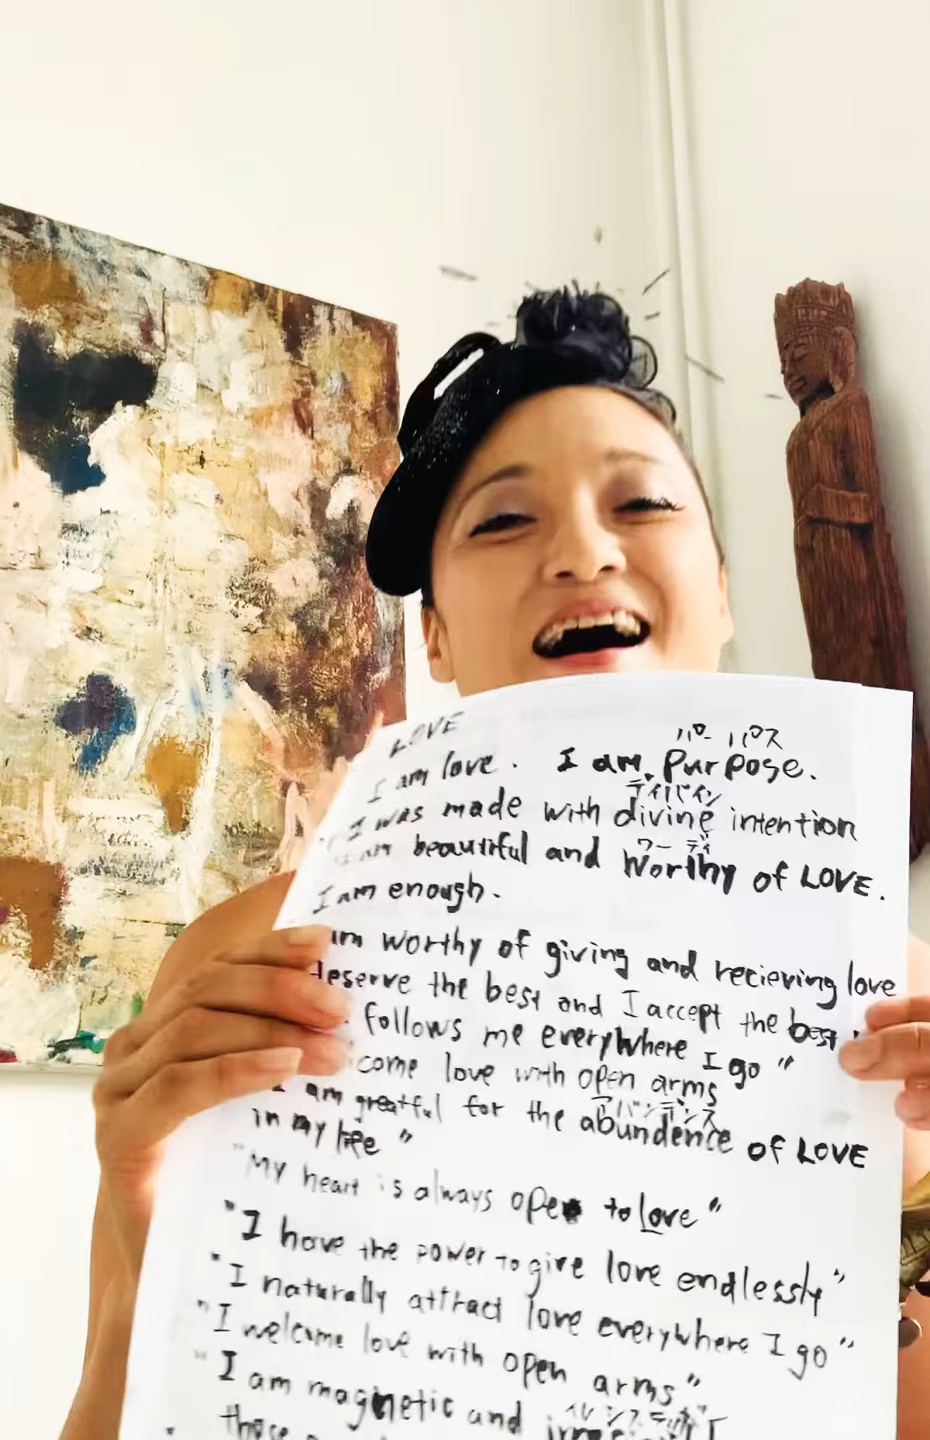 LOVE
I am love. I am purpose.
パーパス
I was made with divine intention
ディバイン
I am beautiful and worthy of LOVE.
ワーディ
I am enough.
am worthy of giving and recieving love
deserve the best and I accept the best"
follows me everywhere I go"
come love with open arms
I am greatful for the abundence of LOVE
アバンデンス
in my life"
"My heart is always open to Love"
"I have the power to give love endlessly"
"I naturally attract love everywhere I go"
"I welcome love with open arms"
"I am magnetic and
those